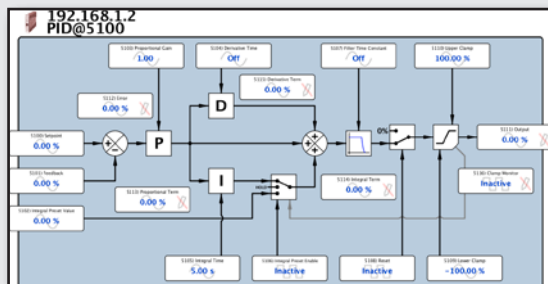 192.168.1.2
PID@5100
5103) Proportional Gain
1.00
5104) Derivative Time
Off
5107) Filter Time Constant
Off
5110) Upper Clamp
100.00 %
5115) Derivative Term
0.00 %
5112) Error
0.00 %
D
0%
5100) Setpoint
0.00 %
P
5111) Output
0.00 %
5101) Feedback
0.00 %
I
HOLD
5113) Proportional Term
0.00 %
5114) Integral Term
0.00 %
5116) Clamp Monitor
Inactive
5102) Integral Preset Value
0.00 %
5105) Integral Time
5.00 s
5106) Integral Preset Enable
Inactive
5108) Reset
Inactive
5109) Lower Clamp
-100.00 %